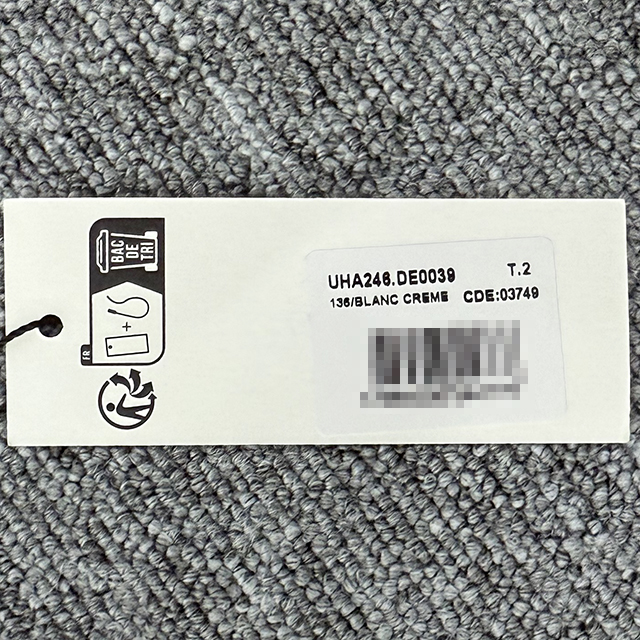 BAC
DE
TRI
FR
UHA246.DE0039 T.2
136/BLANC CREME CDE:03749